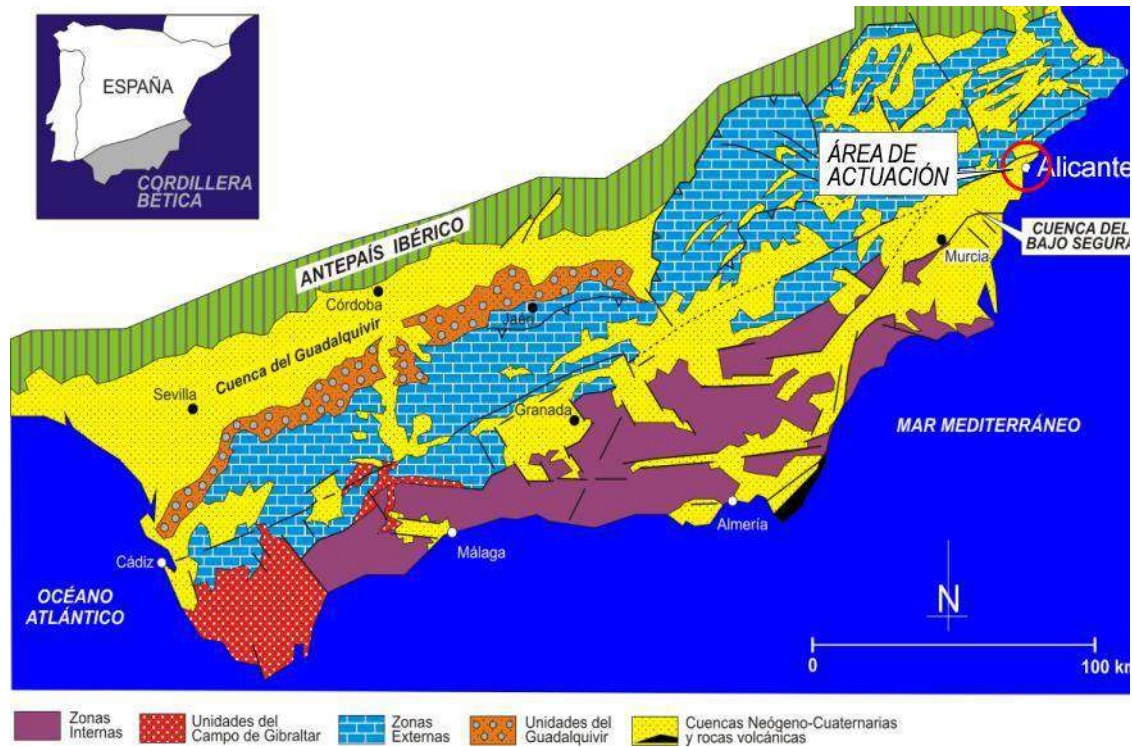 ESPAÑA
CORDILLERA
BÉTICA
ANTEPAÍS IBÉRICO
ÁREA DE
ACTUACIÓN
Alicante
CUENCA DEL
BAJO SEGURA
Murcia
Córdoba
Jaén
Cuenca del Guadalquivir
Sevilla
Granada
MAR MEDITERRÁNEO
Almería
Málaga
Cádiz
OCÉANO
ATLÁNTICO
N
0
100 km
Zonas
Internas
Unidades del
Campo de Gibraltar
Zonas
Externas
Unidades del
Guadalquivir
Cuencas Neógeno-Cuaternarias
y rocas volcánicas